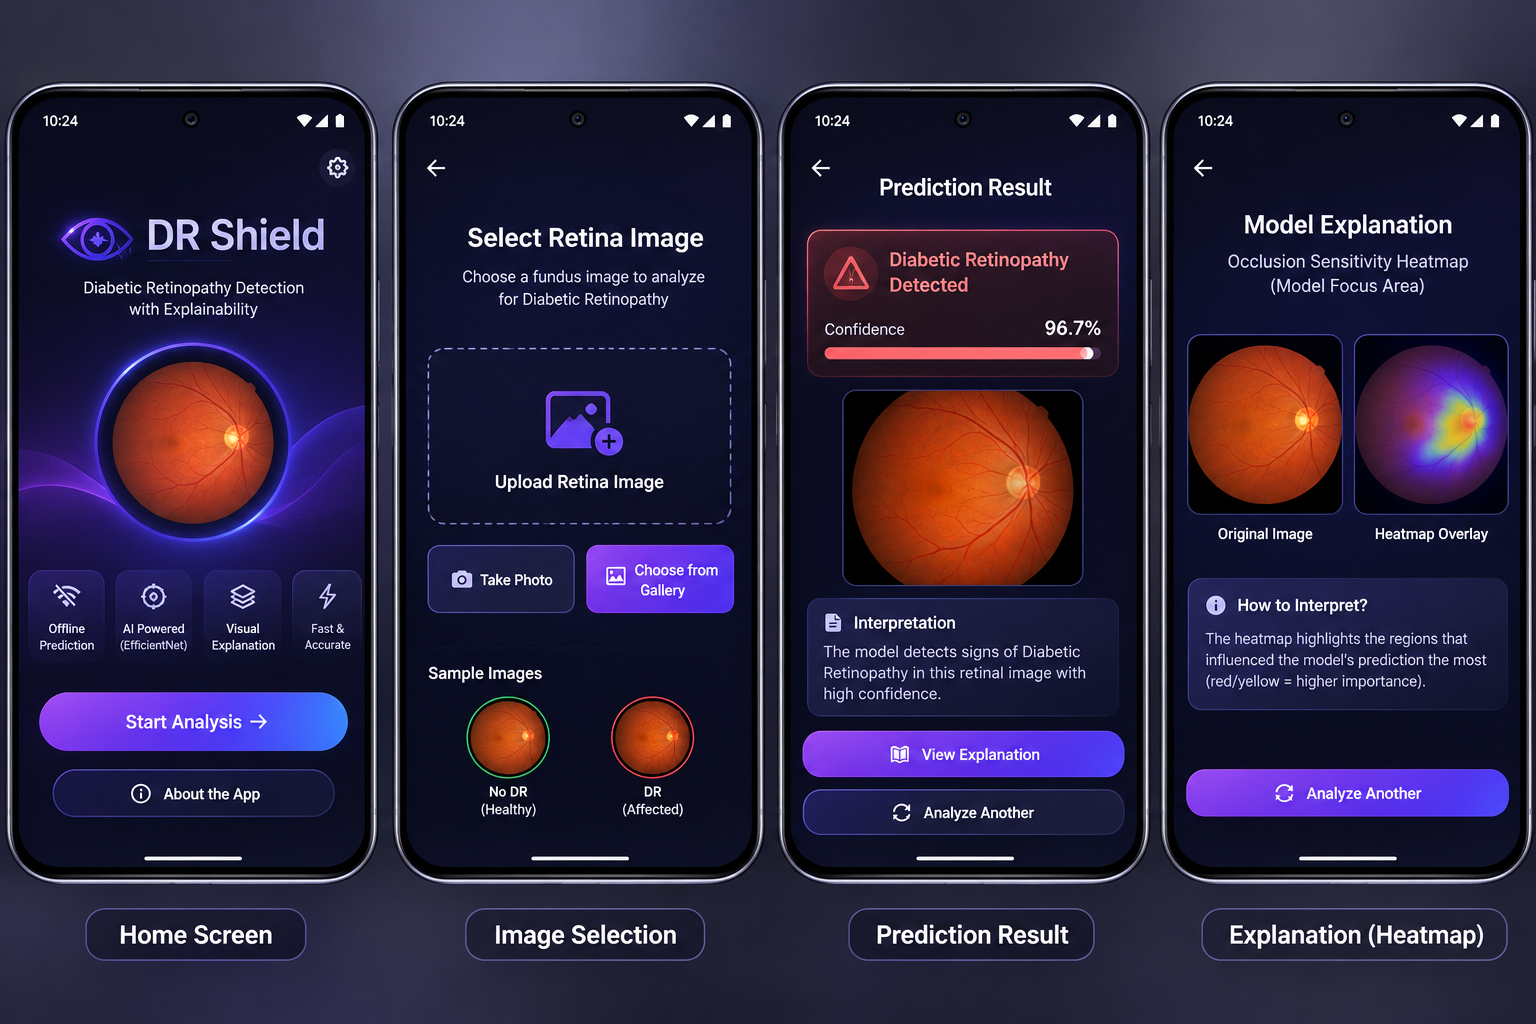 10:24
DR Shield
Diabetic Retinopathy Detection
with Explainability
Offline
Prediction
AI Powered
(EfficientNet)
Visual
Explanation
Fast &
Accurate
Start Analysis →
About the App
Home Screen
10:24
Select Retina Image
Choose a fundus image to analyze
for Diabetic Retinopathy
Upload Retina Image
Take Photo
Choose from
Gallery
Sample Images
No DR
(Healthy)
DR
(Affected)
Image Selection
10:24
Prediction Result
Diabetic Retinopathy
Detected
Confidence 96.7%
Interpretation
The model detects signs of Diabetic
Retinopathy in this retinal image with
high confidence.
View Explanation
Analyze Another
Prediction Result
10:24
Model Explanation
Occlusion Sensitivity Heatmap
(Model Focus Area)
Original Image
Heatmap Overlay
How to Interpret?
The heatmap highlights the regions that
influenced the model's prediction the most
(red/yellow = higher importance).
Analyze Another
Explanation (Heatmap)